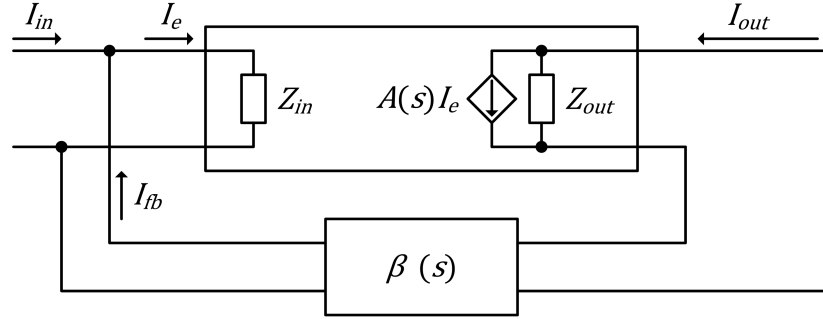 I_in
I_e
I_out
Z_in
A(s)I_e
Z_out
I_fb
β (s)